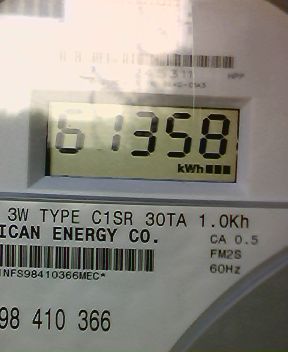 61358
kWh
3W TYPE C1SR 30TA 1.0Kh
ICAN ENERGY CO.
CA 0.5
FM2S
60Hz
INFS98410366MEC*
98 410 366